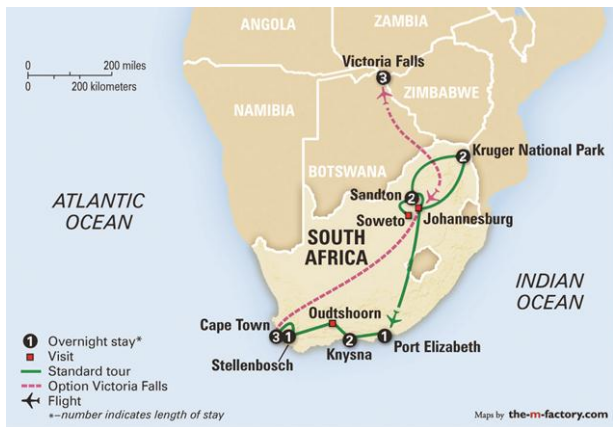 ANGOLA
ZAMBIA
0 200 miles
0 200 kilometers
Victoria Falls
3
ZIMBABWE
NAMIBIA
BOTSWANA
2
Kruger National Park
ATLANTIC
OCEAN
Sandton
2
Soweto
Johannesburg
SOUTH
AFRICA
INDIAN
OCEAN
Oudtshoorn
Cape Town
3
1
2
1
Stellenbosch
Knysna
Port Elizabeth
1 Overnight stay*
Visit
Standard tour
Option Victoria Falls
Flight
*–number indicates length of stay
Maps by the-m-factory.com